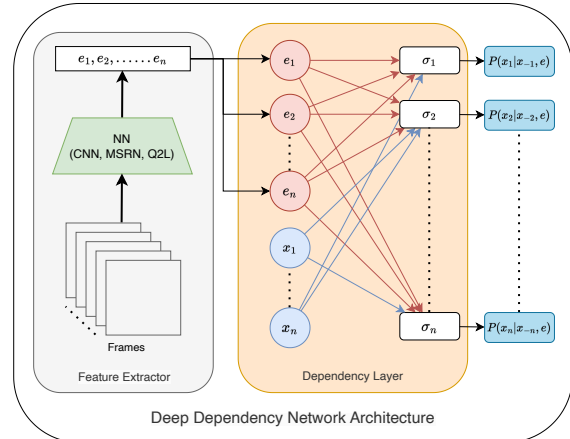 e₁, e₂, . . . . . . eₙ
NN
(CNN, MSRN, Q2L)
Frames
Feature Extractor
e₁
e₂
eₙ
x₁
xₙ
σ₁
σ₂
σₙ
Dependency Layer
P(x₁|x₋₁, e)
P(x₂|x₋₂, e)
P(xₙ|x₋ₙ, e)
Deep Dependency Network Architecture